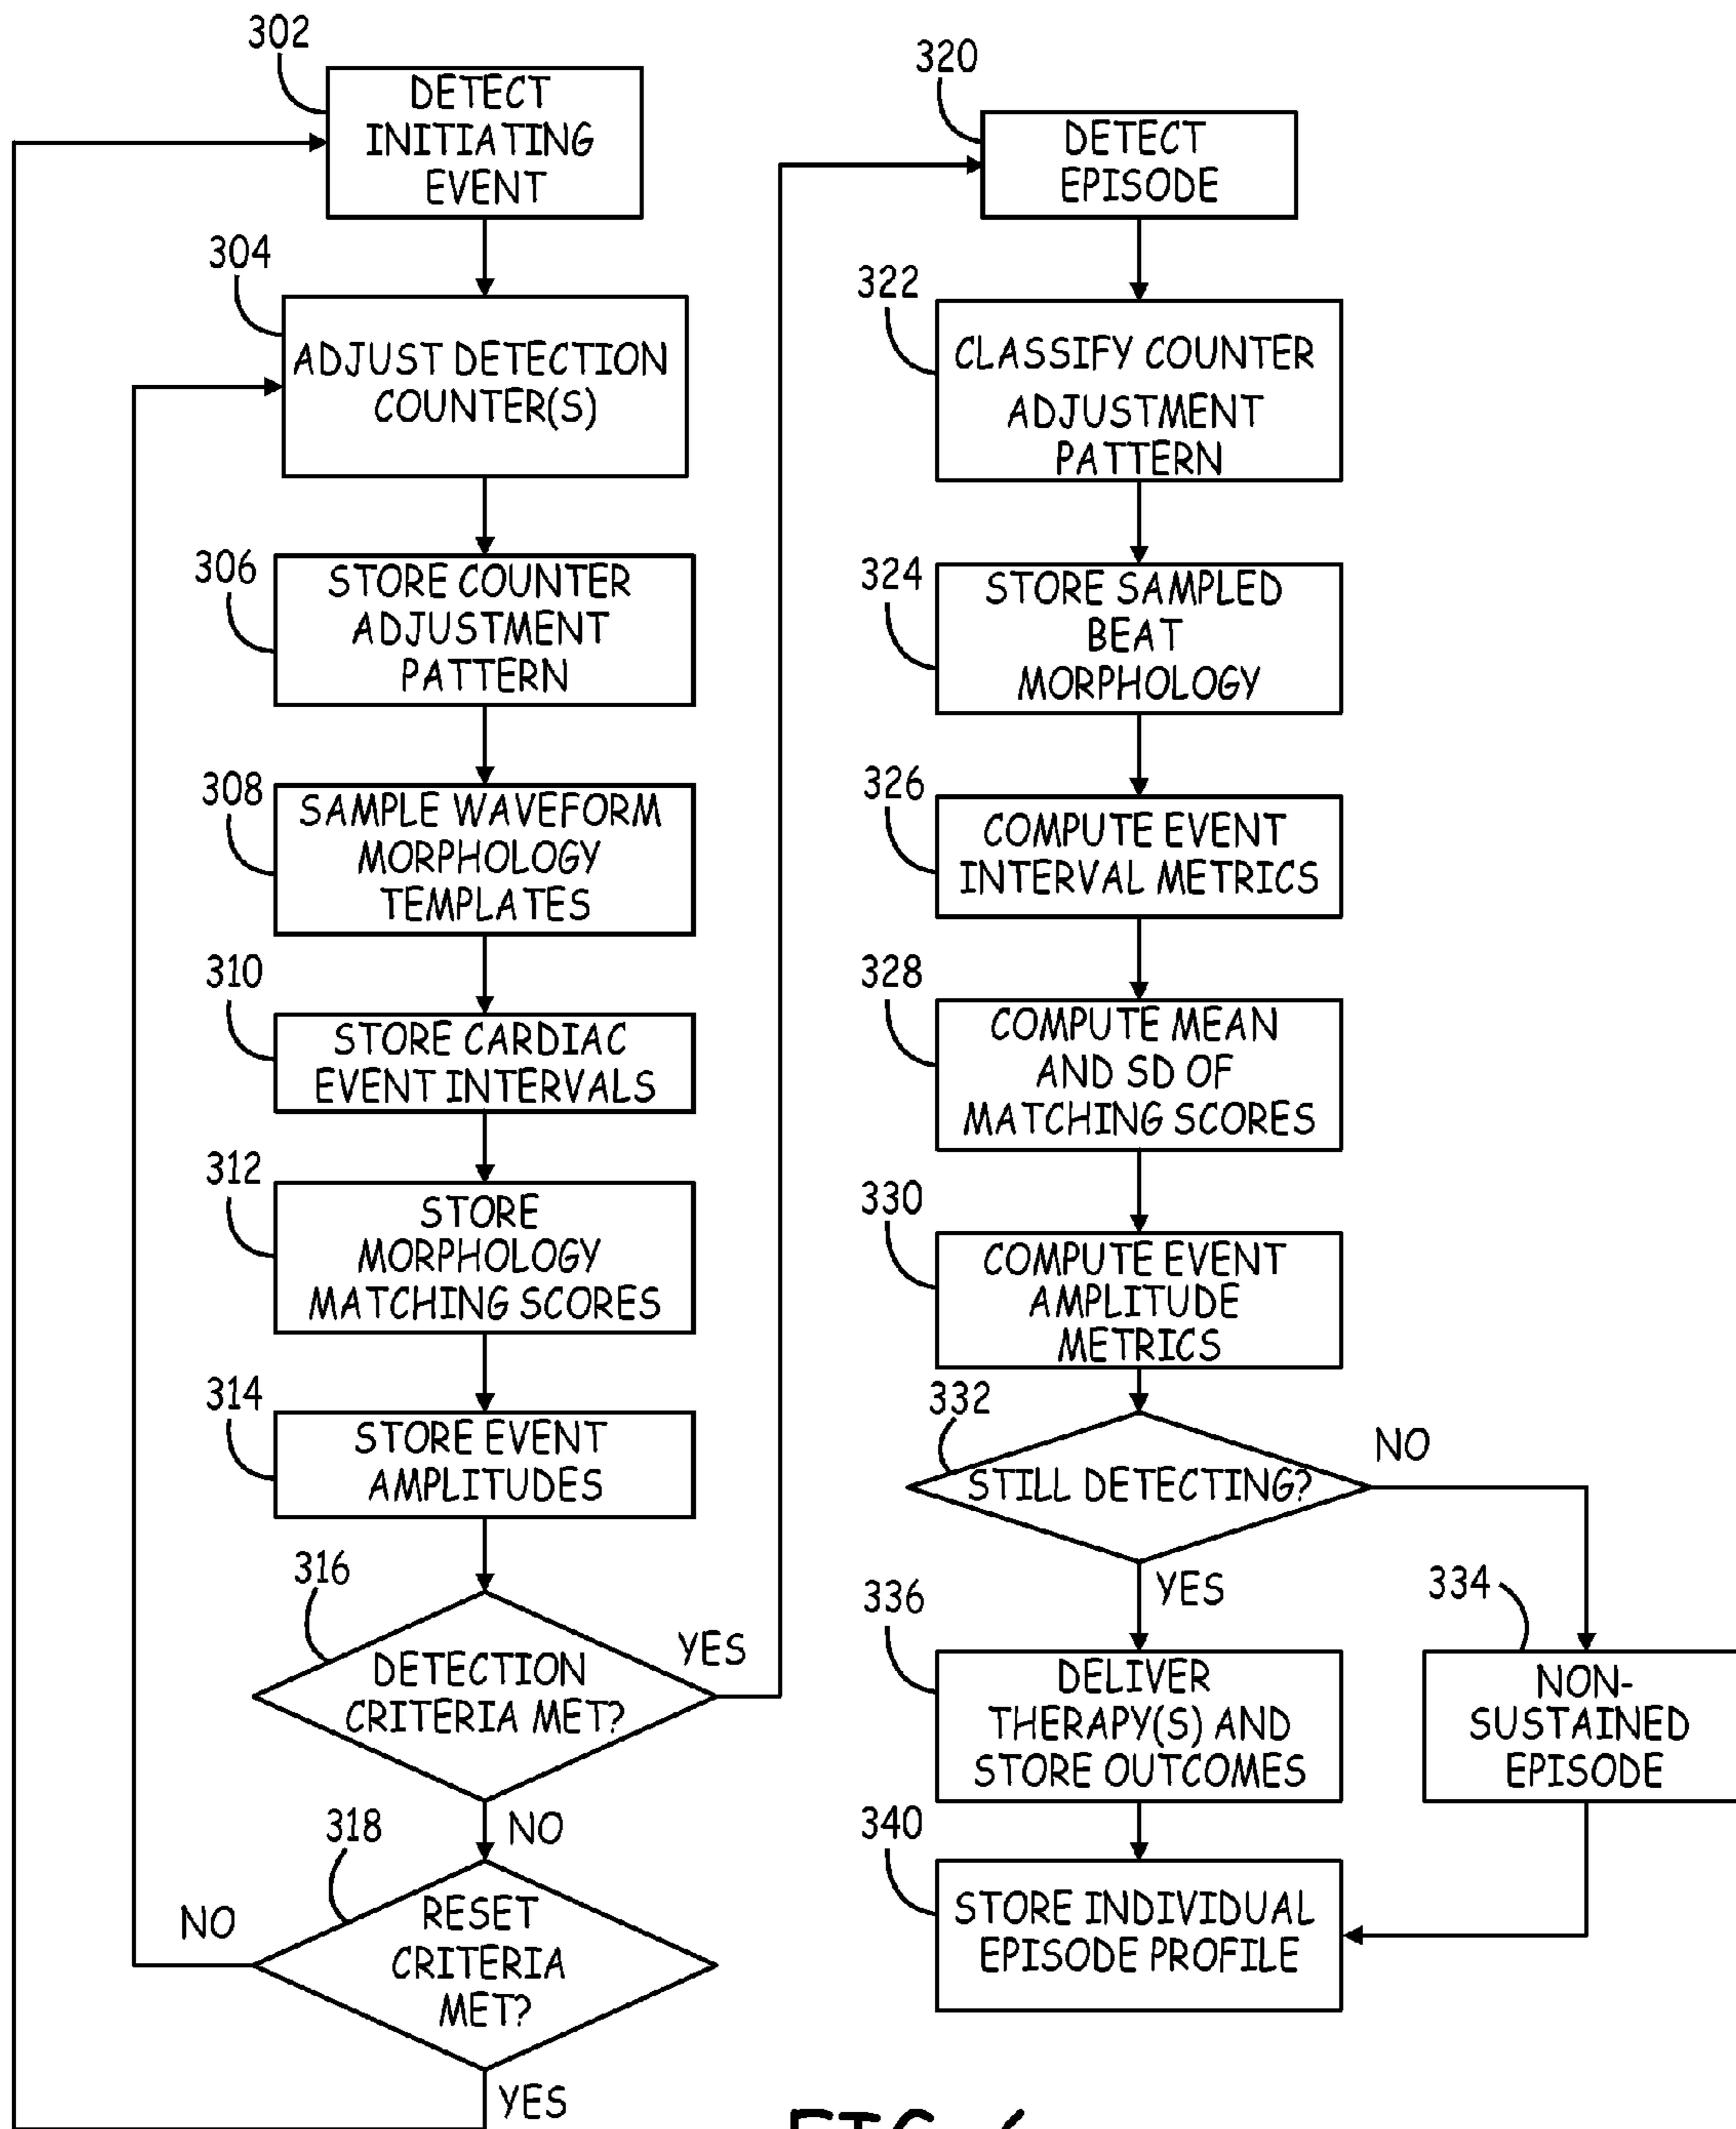 302
DETECT
INITIATING
EVENT
304
ADJUST DETECTION
COUNTER(S)
306
STORE COUNTER
ADJUSTMENT
PATTERN
308
SAMPLE WAVEFORM
MORPHOLOGY
TEMPLATES
310
STORE CARDIAC
EVENT INTERVALS
312
STORE
MORPHOLOGY
MATCHING SCORES
314
STORE EVENT
AMPLITUDES
316
DETECTION
CRITERIA MET?
YES
NO
318
RESET
CRITERIA
MET?
NO
YES
320
DETECT
EPISODE
322
CLASSIFY COUNTER
ADJUSTMENT
PATTERN
324
STORE SAMPLED
BEAT
MORPHOLOGY
326
COMPUTE EVENT
INTERVAL METRICS
328
COMPUTE MEAN
AND SD OF
MATCHING SCORES
330
COMPUTE EVENT
AMPLITUDE
METRICS
332
STILL DETECTING?
NO
YES
334
NON-
SUSTAINED
EPISODE
336
DELIVER
THERAPY(S) AND
STORE OUTCOMES
340
STORE INDIVIDUAL
EPISODE PROFILE